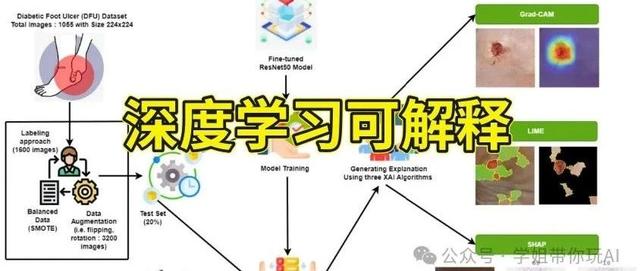 Diabetic Foot Ulcer (DFU) Dataset
Total Images : 1055 with Size 224x224
Fine-tuned
ResNet50 Model
Grad-CAM
深度学习可解释
Labeling
approach
(1600 images)
Balanced
Data
(SMOTE)
Data
Augmentation
(i.e. flipping,
rotation : 3200
images)
Test Set
(20%)
Model Training
Generating Explanation
Using three XAI Algorithms
LIME
SHAP
公众号 · 学姐带你玩AI